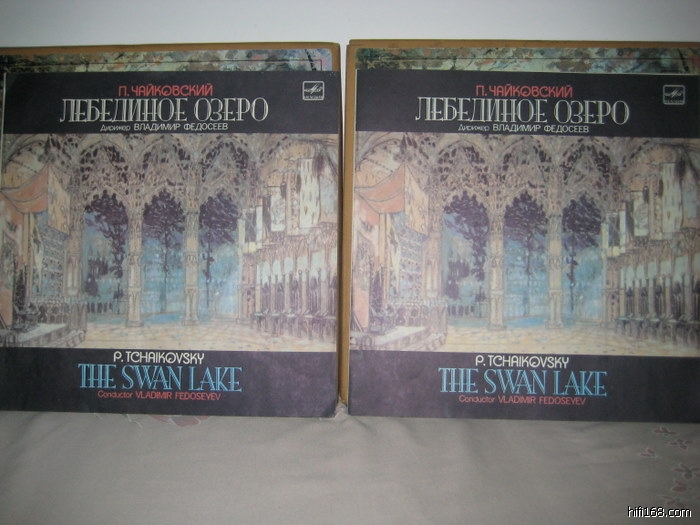 П. ЧАЙКОВСКИЙ
ЛЕБЕДИНОЕ ОЗЕРО
Дирижер ВЛАДИМИР ФЕДОСЕЕВ
P. TCHAIKOVSKY
THE SWAN LAKE
Conductor VLADIMIR FEDOSEYEV
П. ЧАЙКОВСКИЙ
ЛЕБЕДИНОЕ ОЗЕРО
Дирижер ВЛАДИМИР ФЕДОСЕЕВ
P. TCHAIKOVSKY
THE SWAN LAKE
Conductor VLADIMIR FEDOSEYEV
hifi168.com